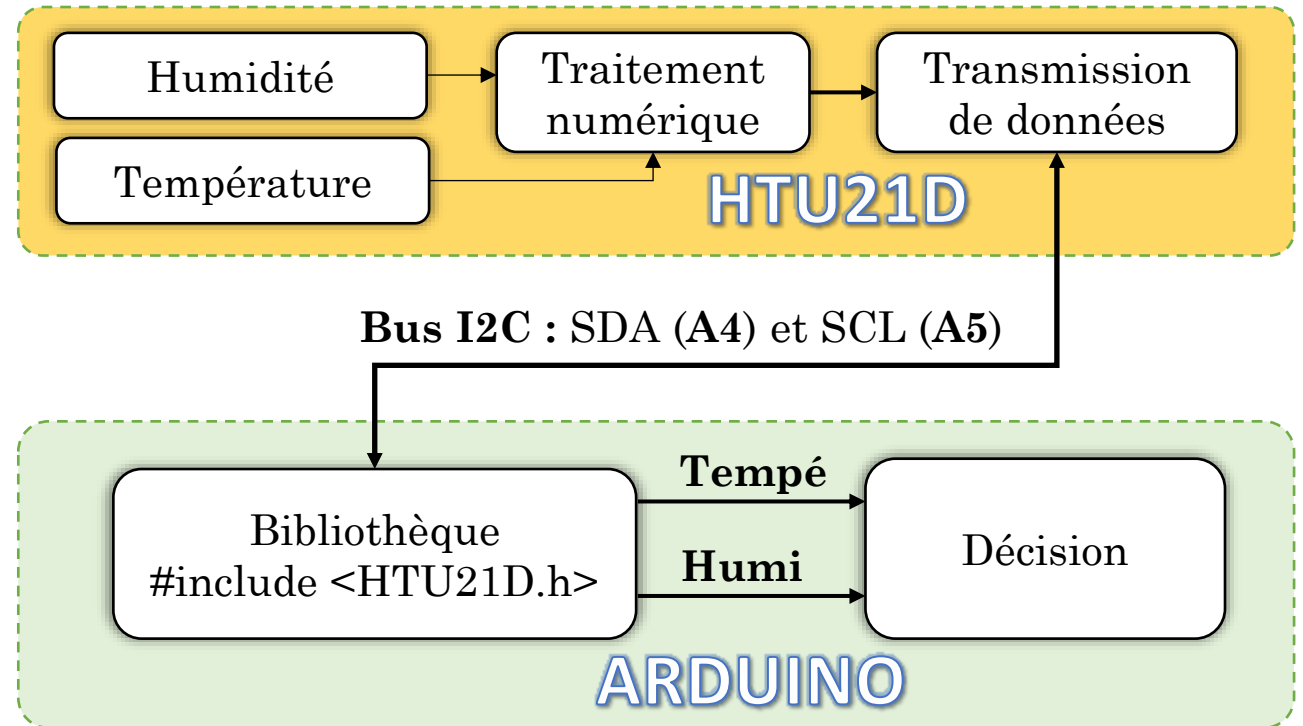 Humidité
Température
Traitement
numérique
Transmission
de données
HTU21D
Bus I2C : SDA (A4) et SCL (A5)
Bibliothèque
#include <HTU21D.h>
Tempé
Humi
Décision
ARDUINO